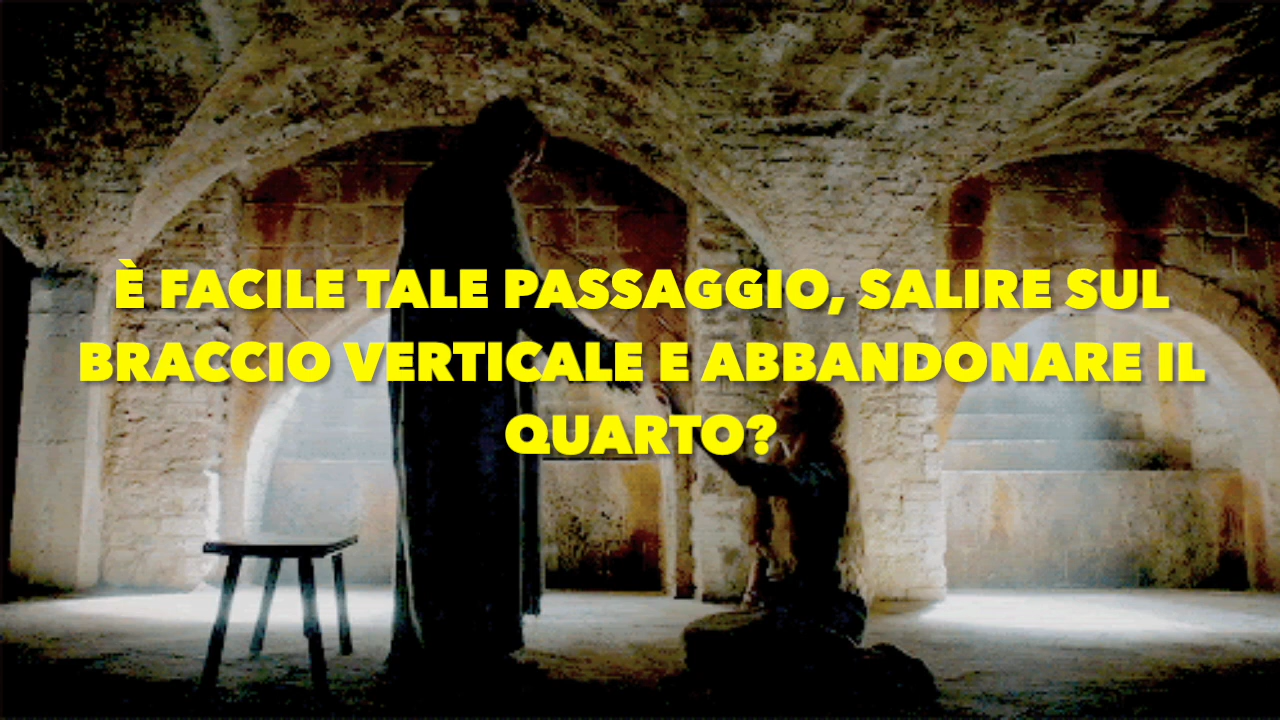 È FACILE TALE PASSAGGIO, SALIRE SUL
BRACCIO VERTICALE E ABBANDONARE IL
QUARTO?